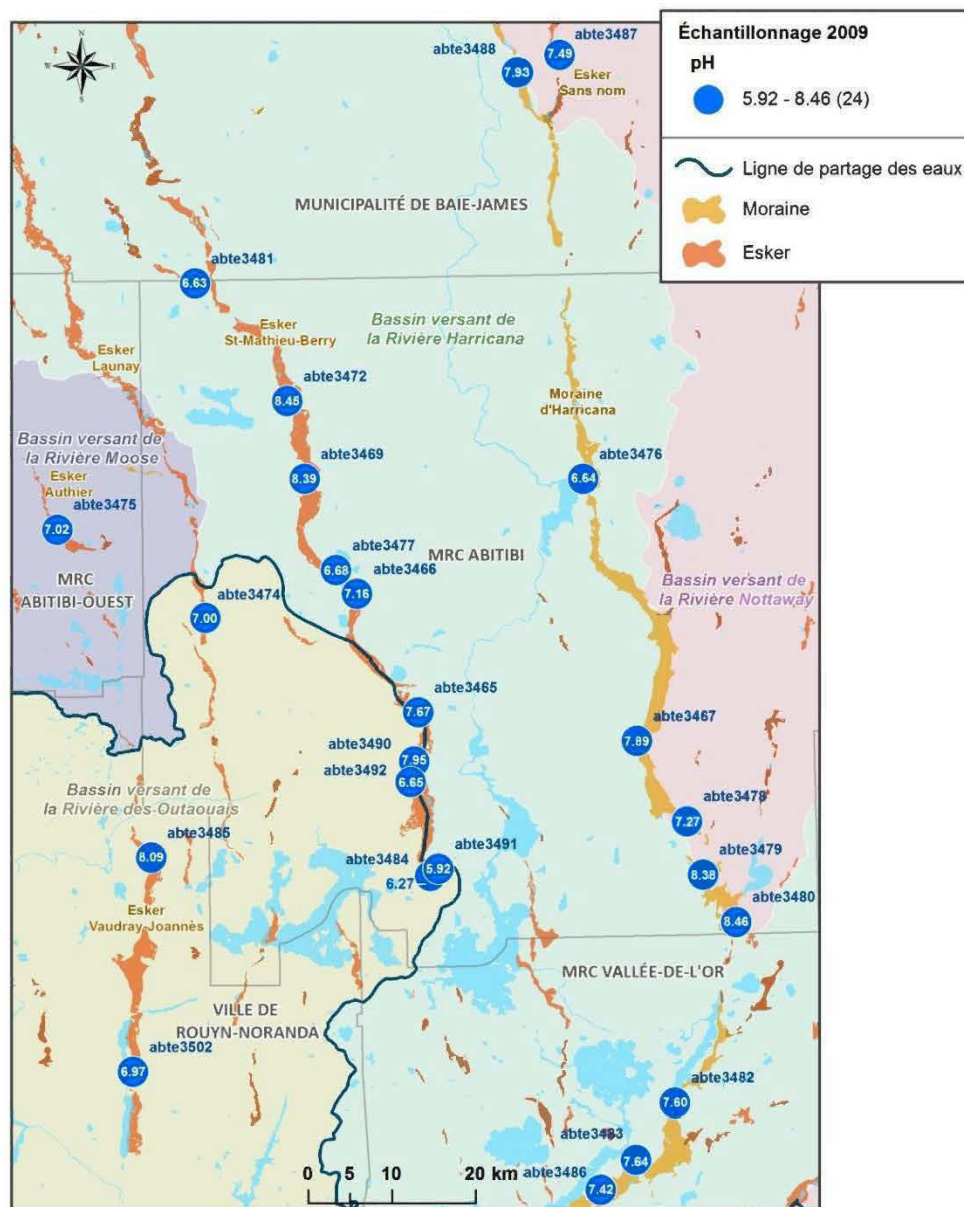 N
W
E
S
abte3488
7.93
abte3487
7.49
Esker
Sans nom
Échantillonnage 2009
pH
5.92 - 8.46 (24)
Ligne de partage des eaux
Moraine
Esker
MUNICIPALITÉ DE BAIE-JAMES
abte3481
6.63
Esker
St-Mathieu-Berry
Bassin versant de
la Rivière Harricana
Esker
Launay
abte3472
8.45
Moraine
d'Harricana
Bassin versant de
la Rivière Moose
Esker
Authier
abte3475
7.02
abte3469
8.39
abte3476
6.64
abte3477
6.68
abte3466
7.16
MRC ABITIBI
MRC
ABITIBI-OUEST
abte3474
7.00
Bassin versant de
la Rivière Nottaway
abte3465
7.67
abte3467
7.89
abte3490
7.95
abte3492
6.65
Bassin versant de
la Rivière des Outaouais
abte3478
7.27
abte3485
8.09
abte3484
6.27
abte3491
5.92
abte3479
8.38
abte3480
8.46
Esker
Vaudray-Joannès
MRC VALLÉE-DE-L'OR
VILLE DE
ROUYN-NORANDA
abte3502
6.97
abte3482
7.60
abte3483
7.64
abte3486
7.42
0 5 10 20 km